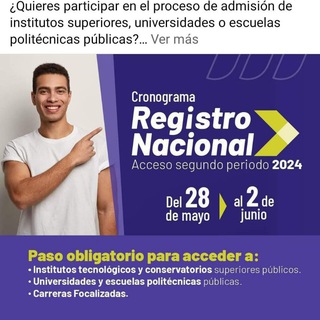 ¿Quieres participar en el proceso de admisión de
institutos superiores, universidades o escuelas
politécnicas públicas?... Ver más
Cronograma
Registro
Nacional
Acceso segundo periodo 2024
Del 28 de mayo al 2 de junio
Paso obligatorio para acceder a:
• Institutos tecnológicos y conservatorios superiores públicos.
• Universidades y escuelas politécnicas públicas.
• Carreras Focalizadas.